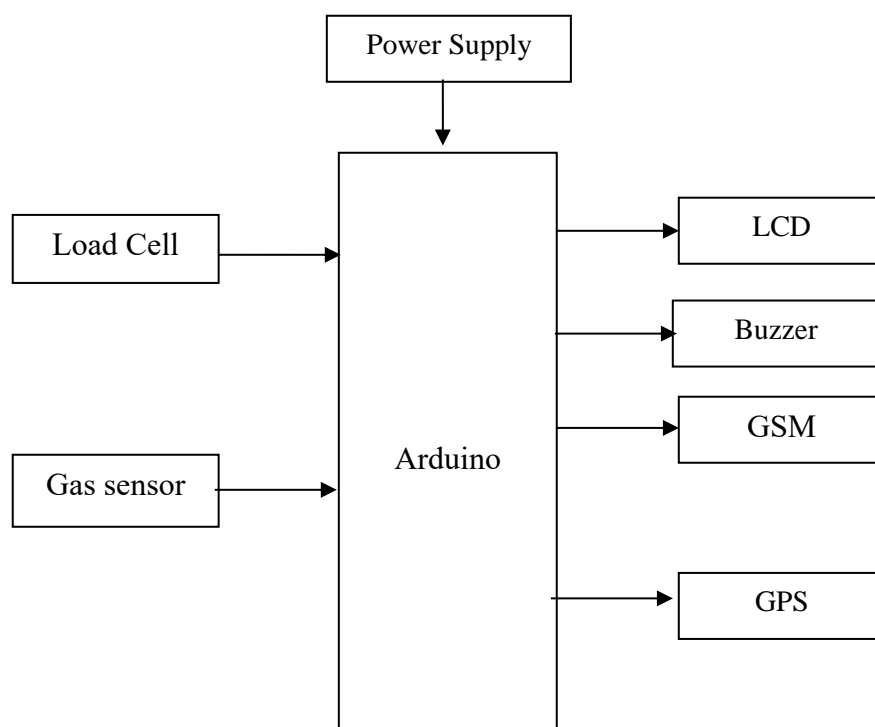 Power Supply
Load Cell
LCD
Buzzer
GSM
Arduino
Gas sensor
GPS